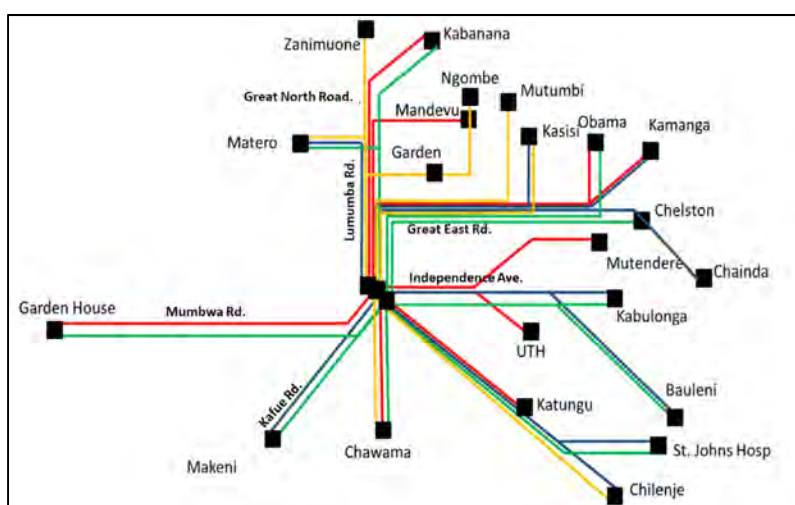 Zanimuone
Kabanana
Great North Road.
Ngombe
Mutumbi
Mandevu
Kasisi
Obama
Kamanga
Matero
Garden
Lumumba Rd.
Chelston
Great East Rd.
Mutendere
Chainda
Independence Ave.
Garden House
Mumbwa Rd.
Kabulonga
UTH
Kafue Rd.
Bauleni
Katungu
Makeni
Chawama
St. Johns Hosp
Chilenje